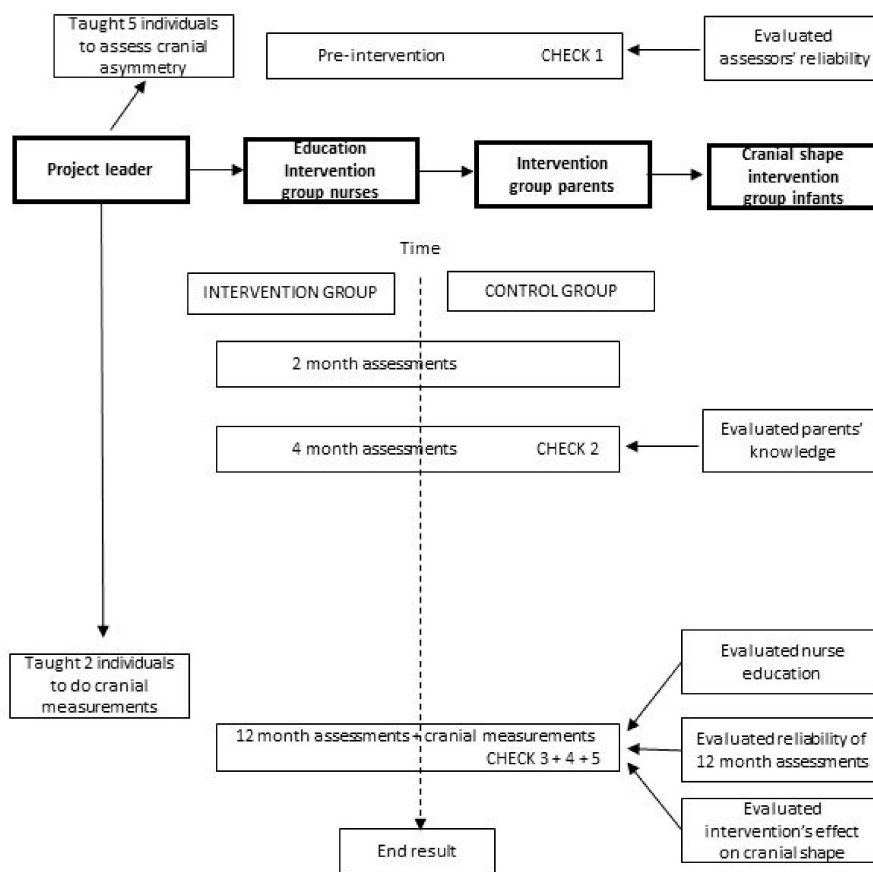 Taught 5 individuals
to assess cranial
asymmetry
Pre-intervention CHECK 1
Evaluated
assessors' reliability
Project leader
Education
Intervention
group nurses
Intervention
group parents
Cranial shape
intervention
group infants
Time
INTERVENTION GROUP
CONTROL GROUP
2 month assessments
4 month assessments CHECK 2
Evaluated parents'
knowledge
Taught 2 individuals
to do cranial
measurements
Evaluated nurse
education
12 month assessments + cranial measurements
CHECK 3 + 4 + 5
Evaluated reliability of
12 month assessments
Evaluated
intervention's effect
on cranial shape
End result